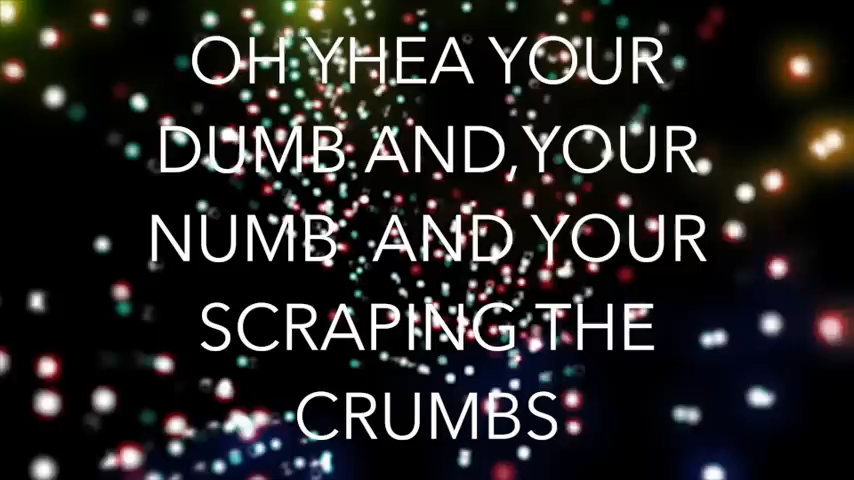 OH YHEA YOUR
DUMB AND,YOUR
NUMB  AND YOUR
SCRAPING THE
CRUMBS